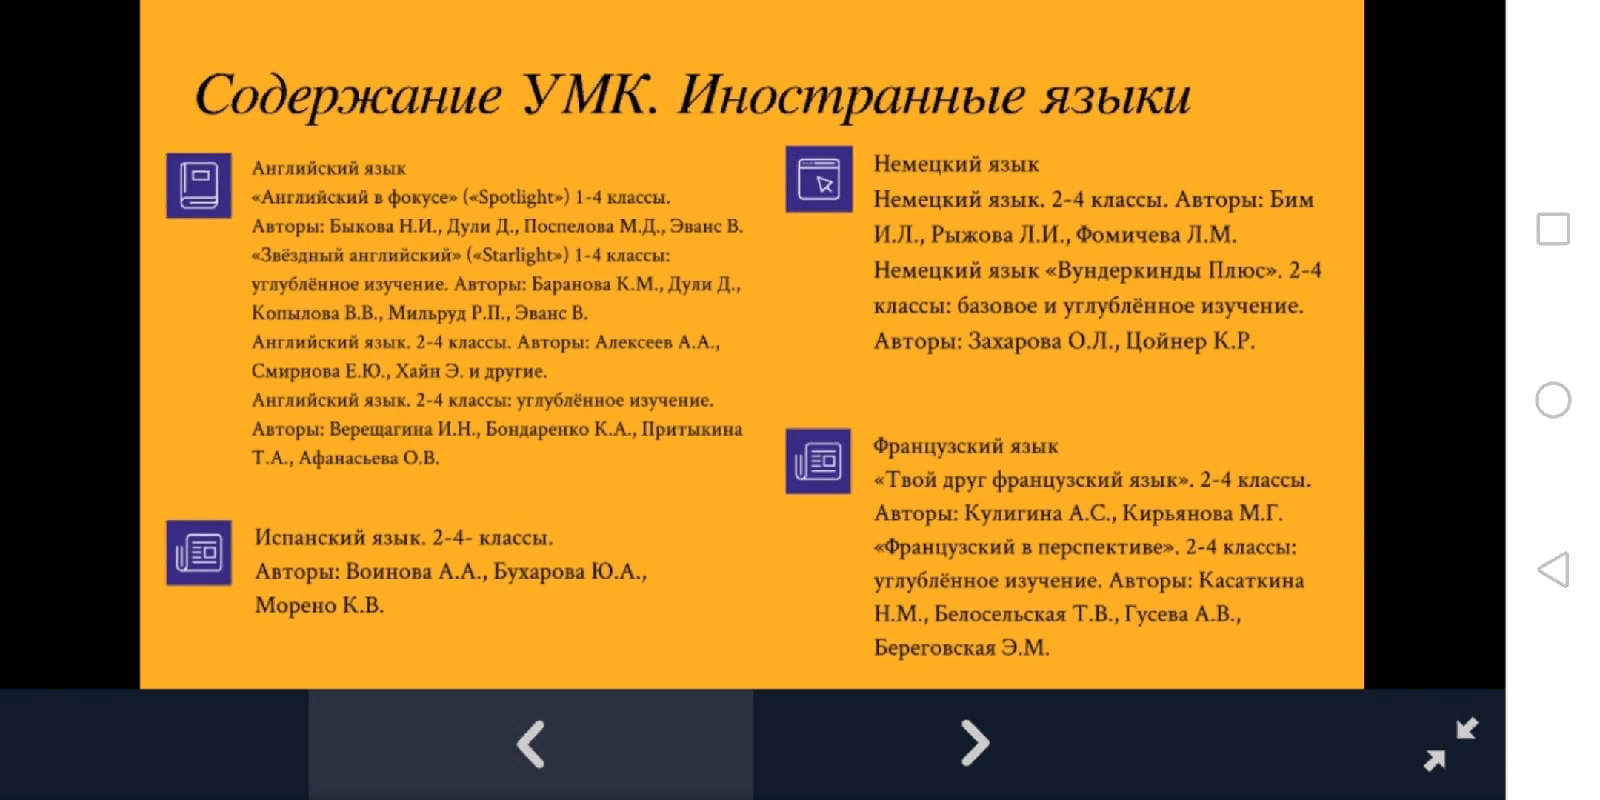 Содержание УМК. Иностранные языки
Английский язык
«Английский в фокусе» («Spotlight») 1-4 классы.
Авторы: Быкова Н.И., Дули Д., Поспелова М.Д., Эванс В.
«Звёздный английский» («Starlight») 1-4 классы:
углублённое изучение. Авторы: Баранова К.М., Дули Д.,
Копылова В.В., Мильруд Р.П., Эванс В.
Английский язык. 2-4 классы. Авторы: Алексеев А.А.,
Смирнова Е.Ю., Хайн Э. и другие.
Английский язык. 2-4 классы: углублённое изучение.
Авторы: Верещагина И.Н., Бондаренко К.А., Притыкина
Т.А., Афанасьева О.В.
Испанский язык. 2-4- классы.
Авторы: Воинова А.А., Бухарова Ю.А.,
Морено К.В.
Немецкий язык
Немецкий язык. 2-4 классы. Авторы: Бим
И.Л., Рыжова Л.И., Фомичева Л.М.
Немецкий язык «Вундеркинды Плюс». 2-4
классы: базовое и углублённое изучение.
Авторы: Захарова О.Л., Цойнер К.Р.
Французский язык
«Твой друг французский язык». 2-4 классы.
Авторы: Кулигина А.С., Кирьянова М.Г.
«Французский в перспективе». 2-4 классы:
углублённое изучение. Авторы: Касаткина
Н.М., Белосельская Т.В., Гусева А.В.,
Береговская Э.М.